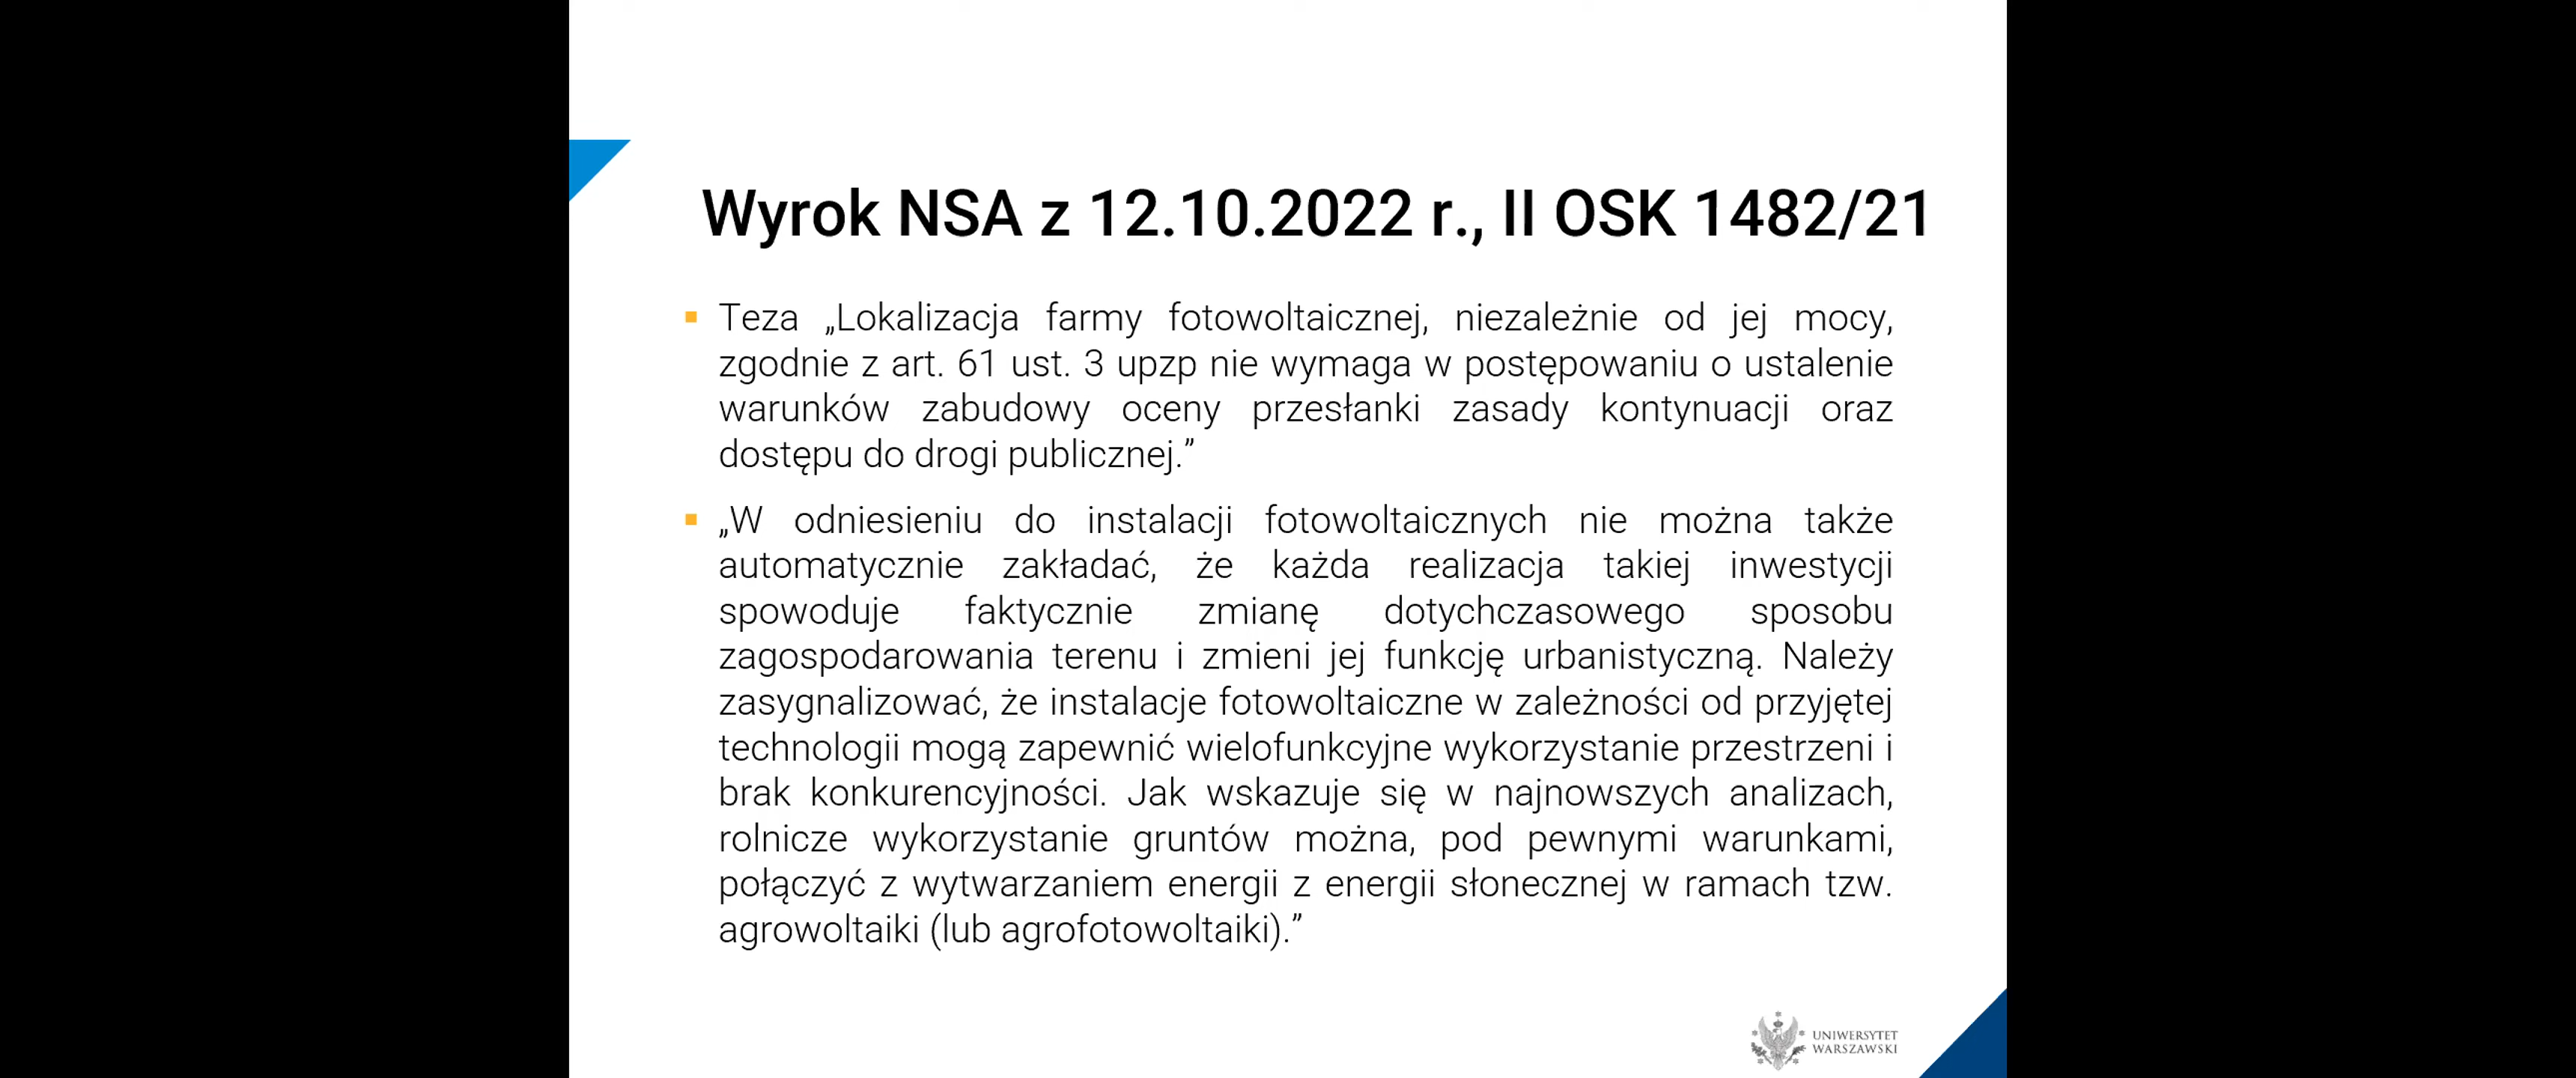 Wyrok NSA z 12.10.2022 r., II OSK 1482/21
▪ Teza „Lokalizacja farmy fotowoltaicznej, niezależnie od jej mocy,
zgodnie z art. 61 ust. 3 upzp nie wymaga w postępowaniu o ustalenie
warunków zabudowy oceny przesłanki zasady kontynuacji oraz
dostępu do drogi publicznej.”
▪ „W odniesieniu do instalacji fotowoltaicznych nie można także
automatycznie zakładać, że każda realizacja takiej inwestycji
spowoduje faktycznie zmianę dotychczasowego sposobu
zagospodarowania terenu i zmieni jej funkcję urbanistyczną. Należy
zasygnalizować, że instalacje fotowoltaiczne w zależności od przyjętej
technologii mogą zapewnić wielofunkcyjne wykorzystanie przestrzeni i
brak konkurencyjności. Jak wskazuje się w najnowszych analizach,
rolnicze wykorzystanie gruntów można, pod pewnymi warunkami,
połączyć z wytwarzaniem energii z energii słonecznej w ramach tzw.
agrowoltaiki (lub agrofotowoltaiki).”
UNIWERSYTET
WARSZAWSKI